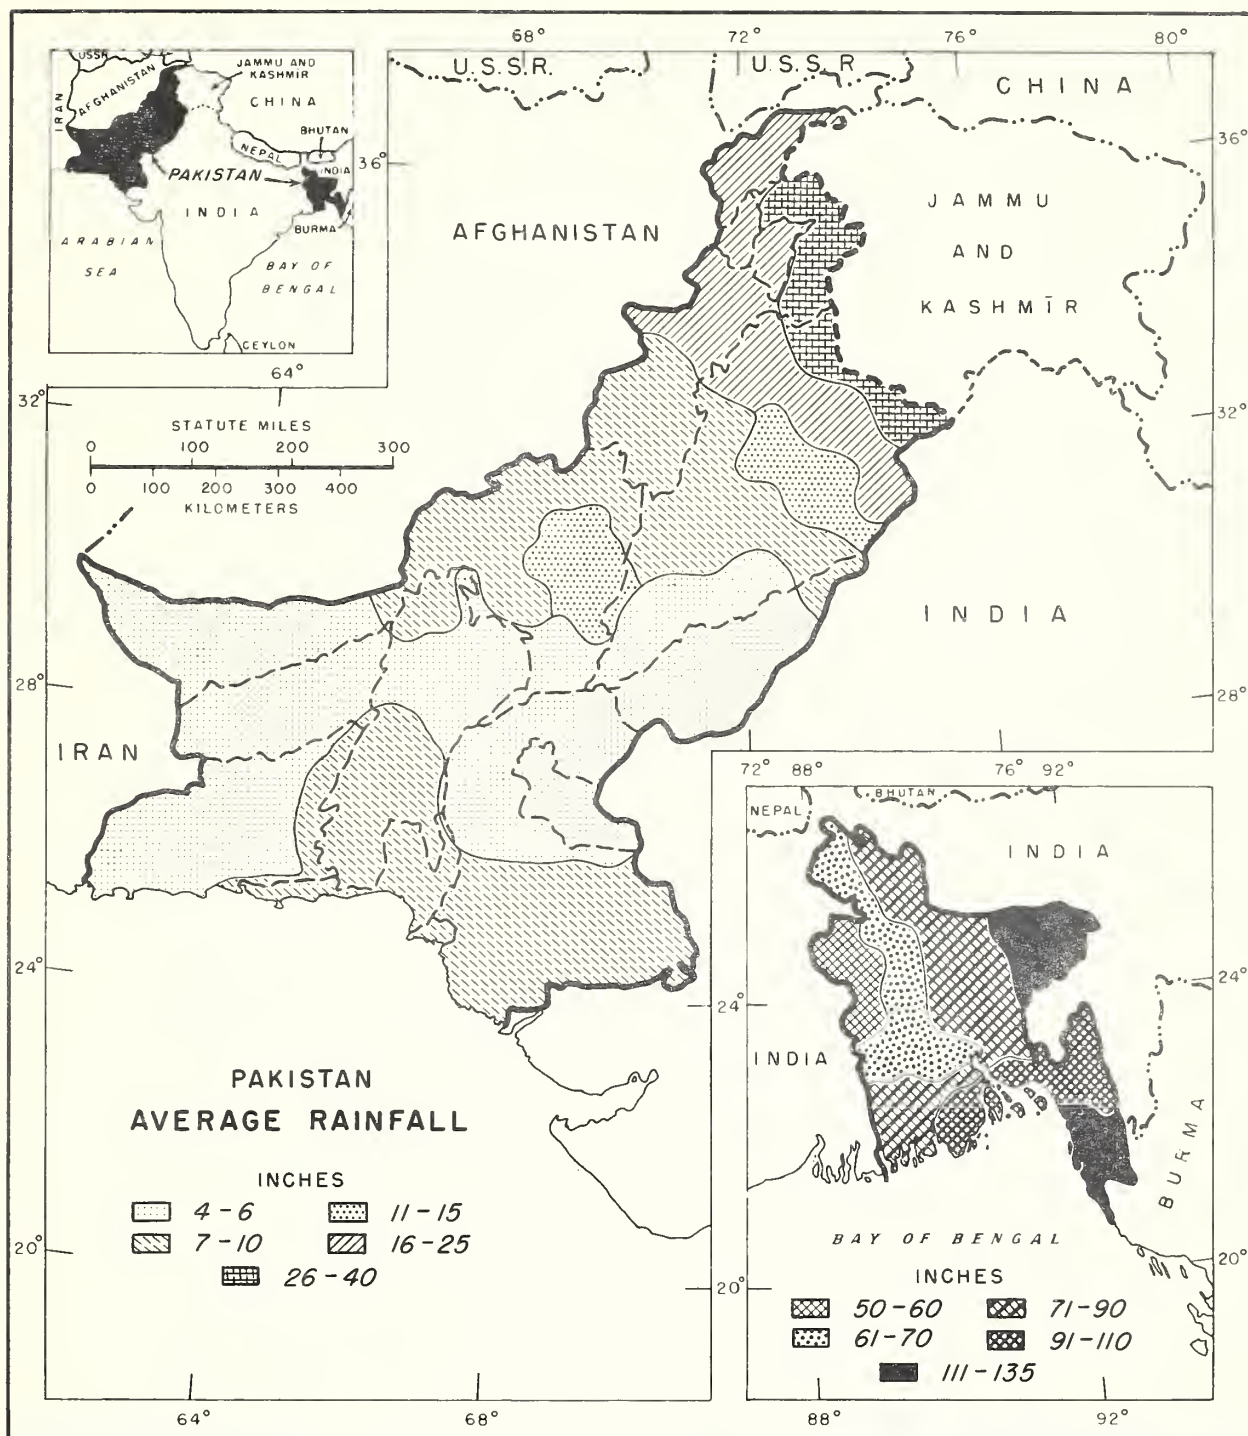 68°
72°
76°
80°
U.S.S.R.
U.S.S.R
CHINA
36°
36°
JAMMU
AND
KASHMĪR
AFGHANISTAN
USSR
JAMMU AND
KASHMIR
AFGHANISTAN
IRAN
CHINA
BHUTAN
NEPAL
INDIA
PAKISTAN
INDIA
BURMA
ARABIAN
SEA
BAY OF
BENGAL
CEYLON
64°
32°
32°
STATUTE MILES
0 100 200 300
0 100 200 300 400
KILOMETERS
INDIA
28°
28°
IRAN
72°
88°
76°
92°
NEPAL
BHUTAN
INDIA
24°
24°
24°
INDIA
BURMA
PAKISTAN
AVERAGE RAINFALL
INCHES
4-6
11-15
7-10
16-25
26-40
20°
20°
20°
BAY OF BENGAL
INCHES
50-60
71-90
61-70
91-110
111-135
64°
68°
88°
92°